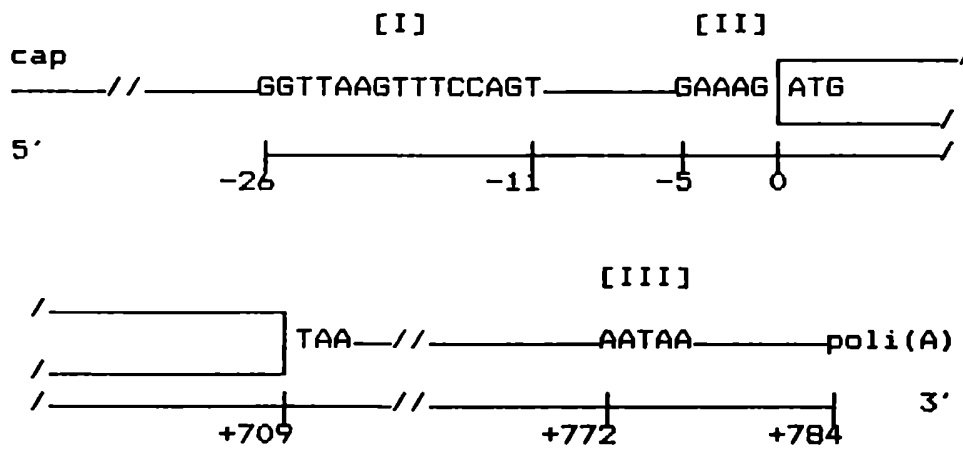 [I] [II]
cap
// GGTTAAGTTTCCAGT GAAAG ATG
5'
-26 -11 -5 0
[III]
TAA // AATAA poli(A)
// 3'
+709 +772 +784